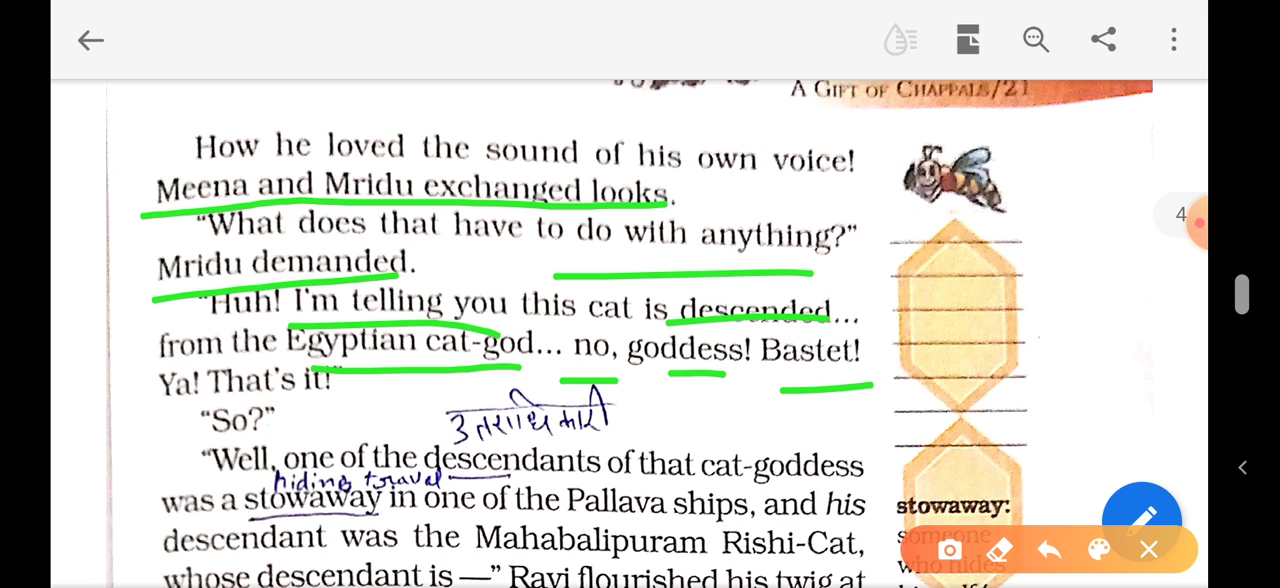 A GIFT OF CHAPPALS/21
How he loved the sound of his own voice!
Meena and Mridu exchanged looks.
"What does that have to do with anything?"
Mridu demanded.
"Huh! I'm telling you this cat is descended...
from the Egyptian cat-god... no, goddess! Bastet!
Ya! That's it!"
"So?"
उत्तराधिकारी
"Well, one of the descendants of that cat-goddess
hiding travel
was a stowaway in one of the Pallava ships, and his
descendant was the Mahabalipuram Rishi-Cat,
whose descendant is —" Ravi flourished his twig at
stowaway:
someone
who hides
4